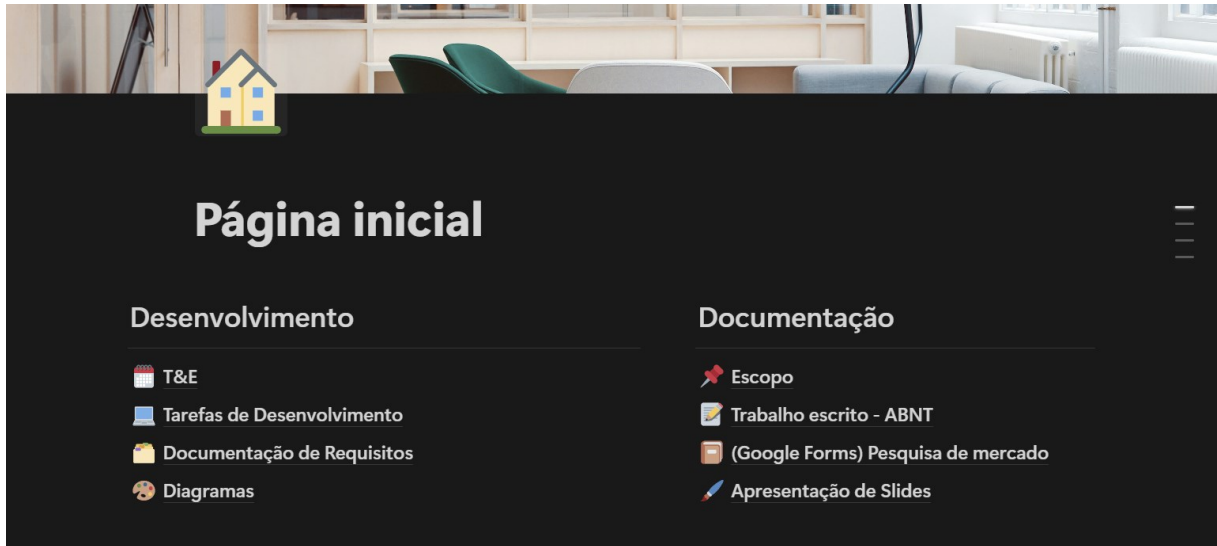 Página inicial
Desenvolvimento
T&E
Tarefas de Desenvolvimento
Documentação de Requisitos
Diagramas
Documentação
Escopo
Trabalho escrito - ABNT
(Google Forms) Pesquisa de mercado
Apresentação de Slides